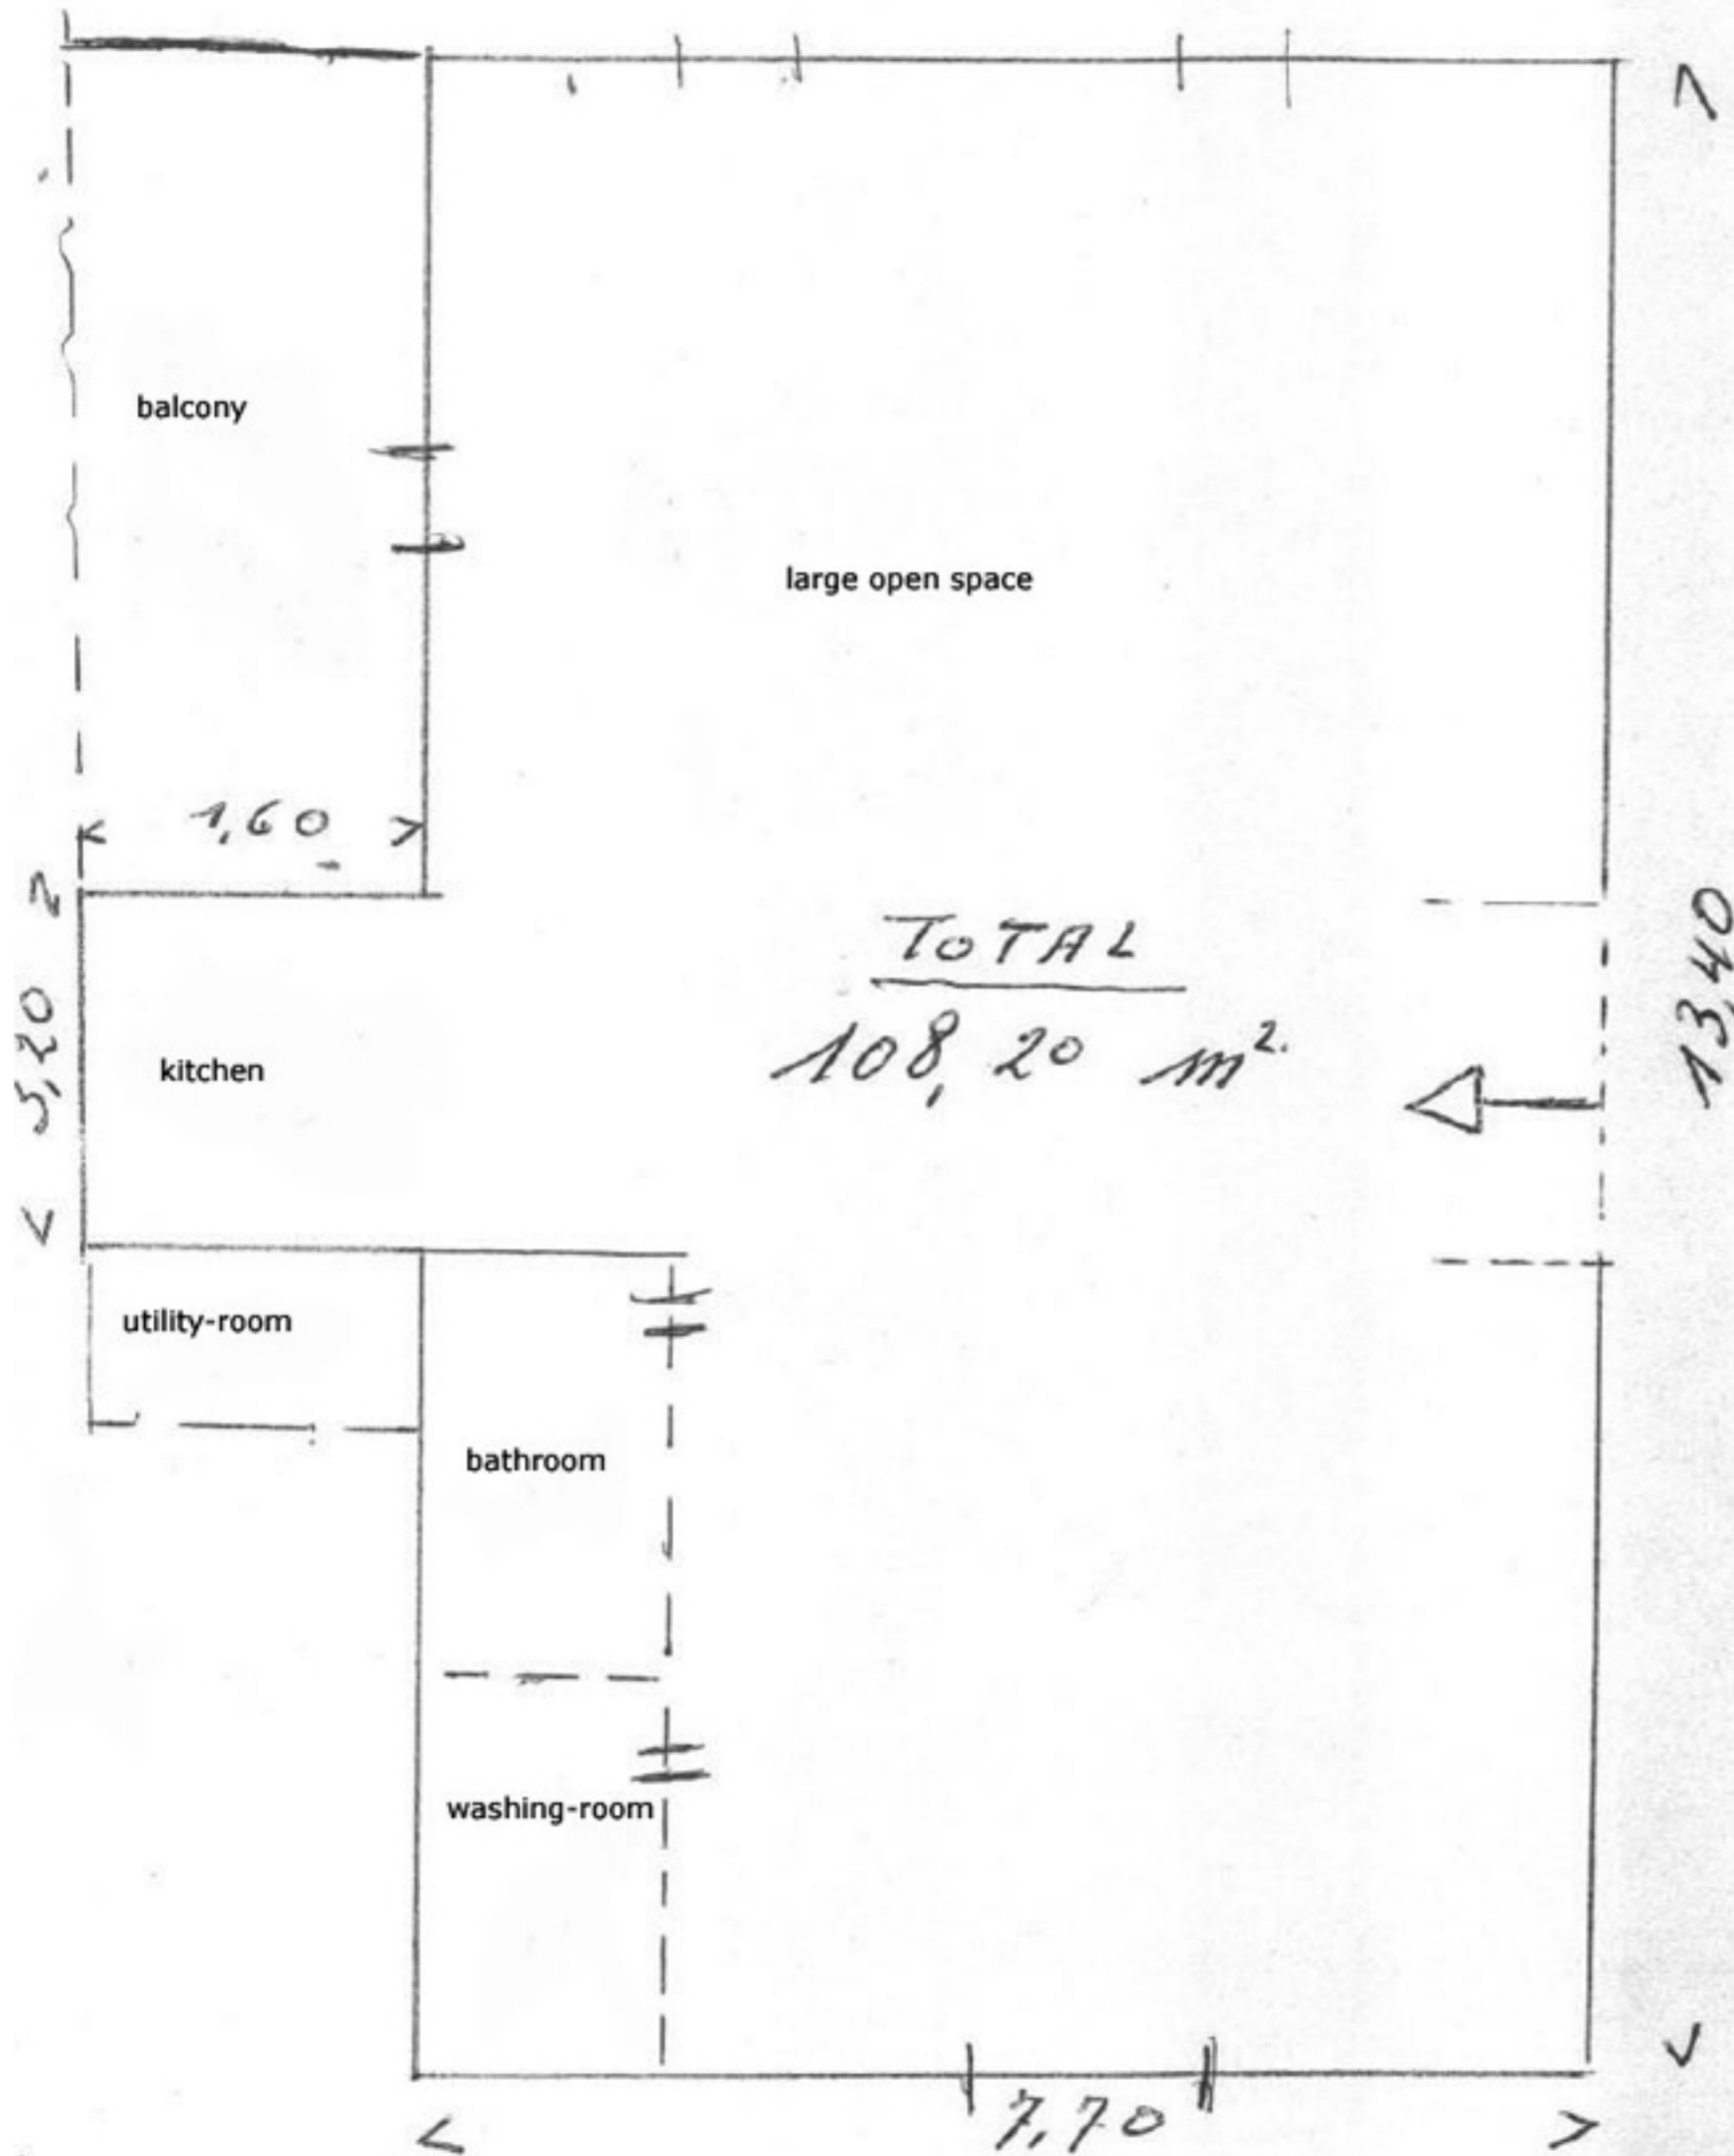 balcony
large open space
1,60
TOTAL
108,20 m²
13,40
5,20
kitchen
utility-room
bathroom
washing-room
7,70